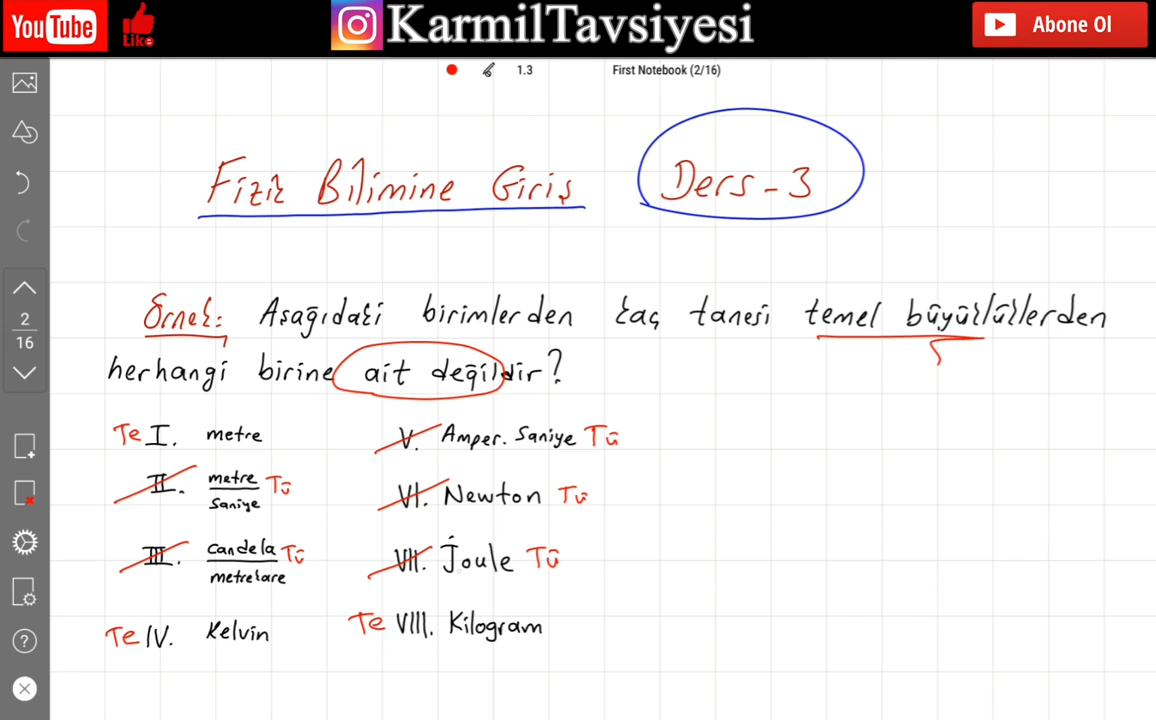 YouTube Like KarmilTavsiyesi Abone Ol
1.3 First Notebook (2/16)
Fizik Bilimine Giriş Ders-3
Örnek: Aşağıdaki birimlerden kaç tanesi temel büyüklüklerden
herhangi birine ait değildir?
Te I. metre
II. metre/saniye Tü
III. candela/metrekare Tü
Te IV. Kelvin
V. Amper.Saniye Tü
VI. Newton Tü
VII. Joule Tü
Te VIII. Kilogram
2
16